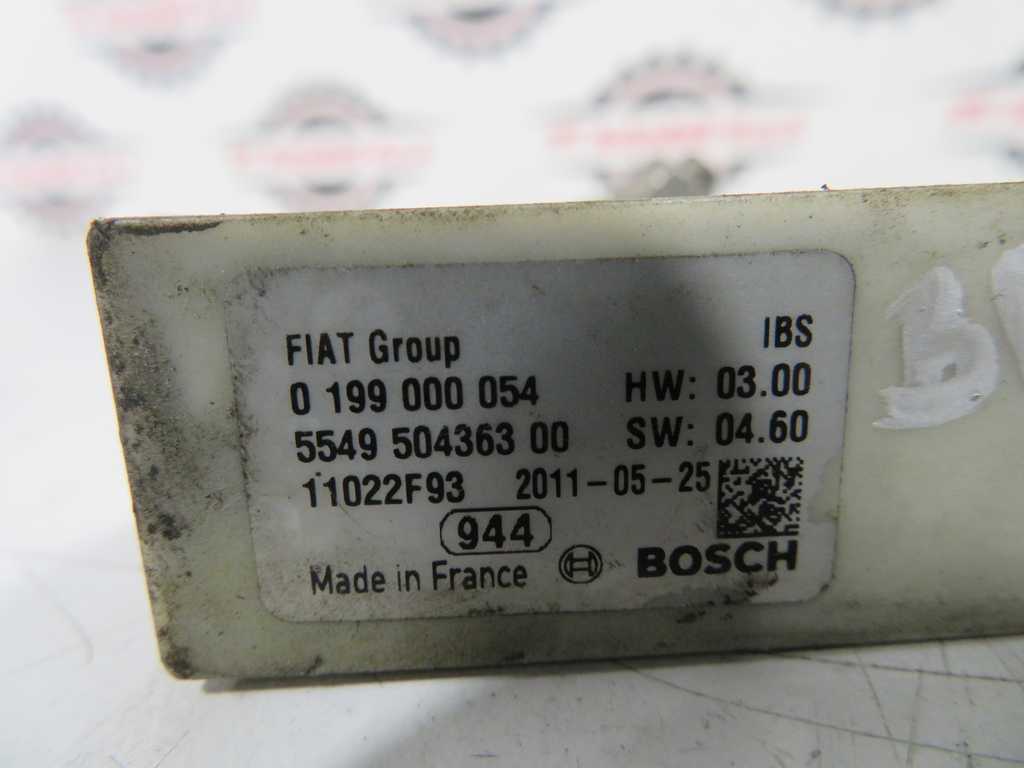 FIAT Group IBS
0 199 000 054 HW: 03.00
5549 504363 00 SW: 04.60
11022F93 2011-05-25
944
Made in France BOSCH
B